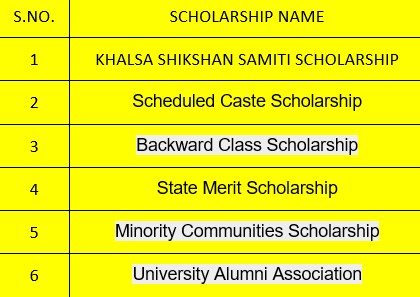 S.NO. SCHOLARSHIP NAME
1 KHALSA SHIKSHAN SAMITI SCHOLARSHIP
2 Scheduled Caste Scholarship
3 Backward Class Scholarship
4 State Merit Scholarship
5 Minority Communities Scholarship
6 University Alumni Association